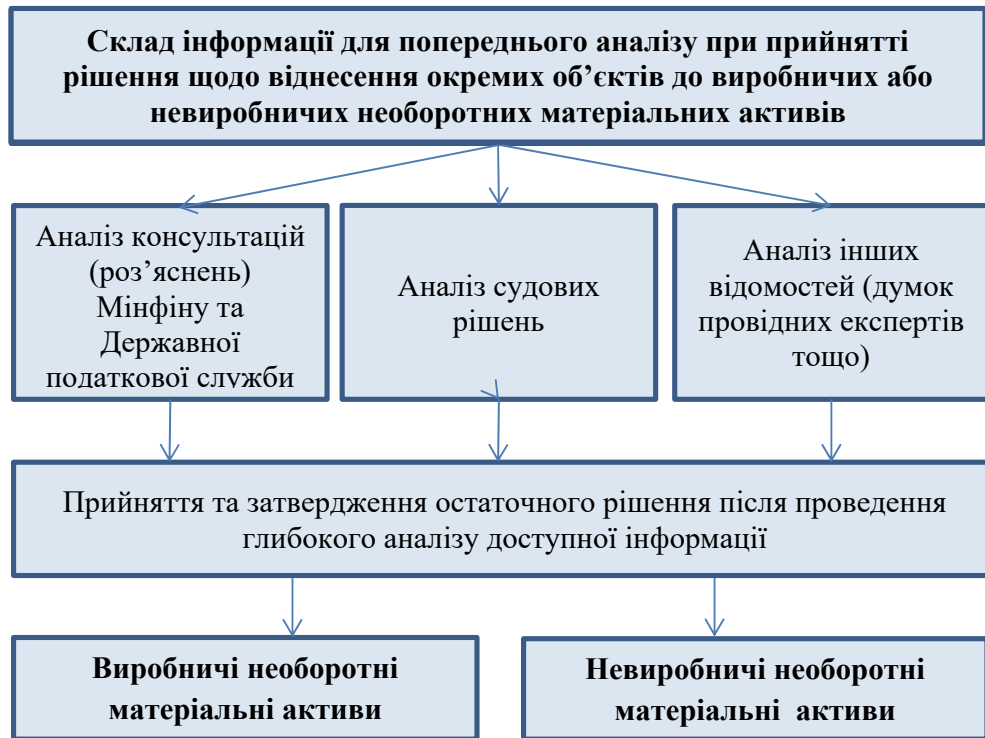 Склад інформації для попереднього аналізу при прийнятті
рішення щодо віднесення окремих об’єктів до виробничих або
невиробничих необоротних матеріальних активів
Аналіз консультацій
(роз’яснень)
Мінфіну та
Державної
податкової служби
Аналіз судових
рішень
Аналіз інших
відомостей (думок
провідних експертів
тощо)
Прийняття та затвердження остаточного рішення після проведення
глибокого аналізу доступної інформації
Виробничі необоротні
матеріальні активи
Невиробничі необоротні
матеріальні активи